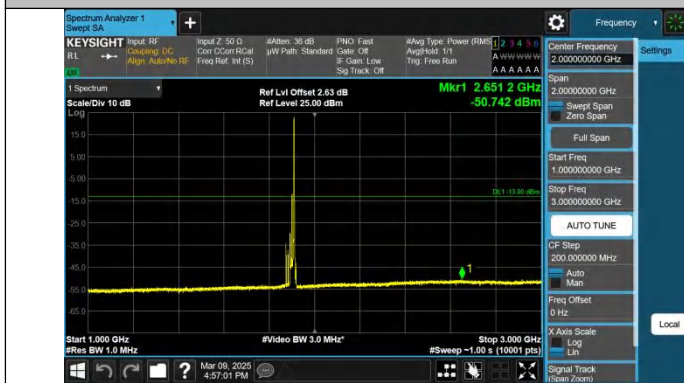 Spectrum Analyzer 1
Swept SA
Frequency
KEYSIGHT Input: RF Input Z: 50 Ω #Atten: 36 dB PNO: Fast #Avg Type: Power (RMS) 1 2 3 4 5 6
RL Coupling: DC Corr CCorr RCal µW Path: Standard Gate: Off Avg|Hold: 1/1 A W W W W W
Align: Auto/No RF Freq Ref: Int (S) IF Gain: Low Trig: Free Run
Sig Track: Off A A A A A A
1 Spectrum
Scale/Div 10 dB
Ref Lvl Offset 2.63 dB
Ref Level 25.00 dBm
Mkr1 2.651 2 GHz
-50.742 dBm
Log
15.0
5.00
-5.00
-15.0
-25.0
-35.0
-45.0
-55.0
-65.0
DL1 -13.00 dBm
1
Start 1.000 GHz
#Res BW 1.0 MHz
#Video BW 3.0 MHz*
Stop 3.000 GHz
#Sweep ~1.00 s (10001 pts)
Mar 09, 2025
4:57:01 PM
Center Frequency
2.000000000 GHz
Span
2.00000000 GHz
Swept Span
Zero Span
Full Span
Start Freq
1.000000000 GHz
Stop Freq
3.000000000 GHz
AUTO TUNE
CF Step
200.000000 MHz
Auto
Man
Freq Offset
0 Hz
X Axis Scale
Log
Lin
Signal Track
(Span Zoom)
Settings
Local